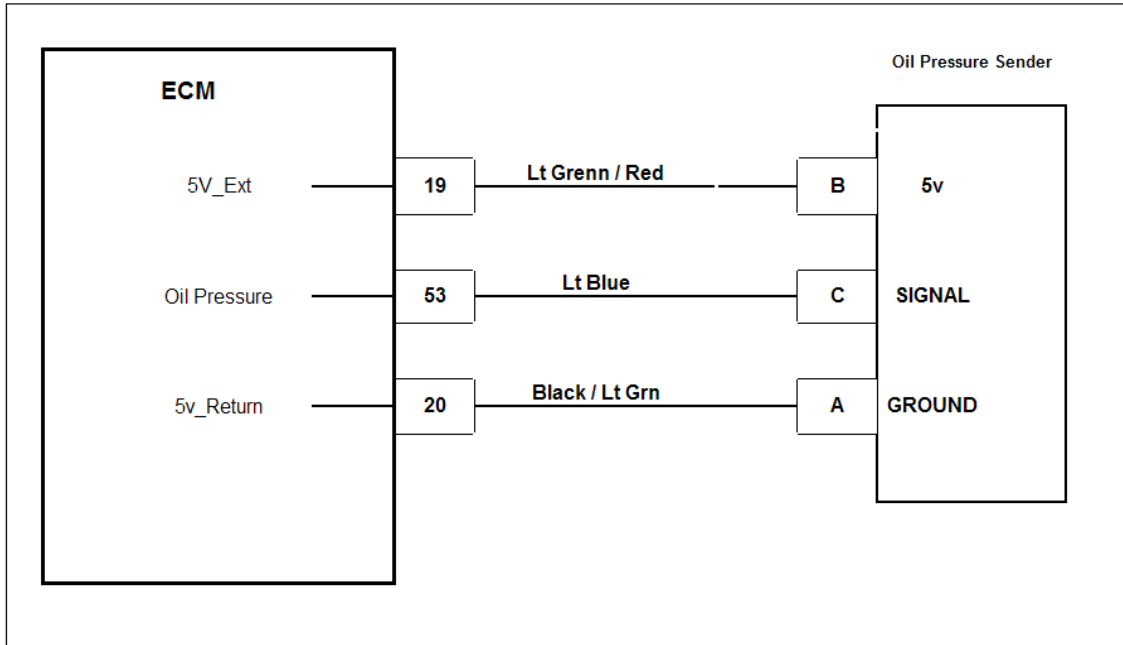 Oil Pressure Sender
ECM
5V_Ext
19
Lt Grenn / Red
B
5v
Oil Pressure
53
Lt Blue
C
SIGNAL
5v_Return
20
Black / Lt Grn
A
GROUND